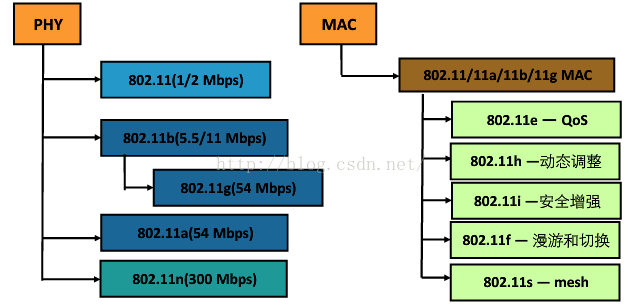 PHY
802.11(1/2 Mbps)
802.11b(5.5/11 Mbps)
802.11g(54 Mbps)
802.11a(54 Mbps)
802.11n(300 Mbps)
MAC
802.11/11a/11b/11g MAC
802.11e — QoS
802.11h —动态调整
802.11i —安全增强
802.11f — 漫游和切换
802.11s — mesh
http://blog.csdn.net/